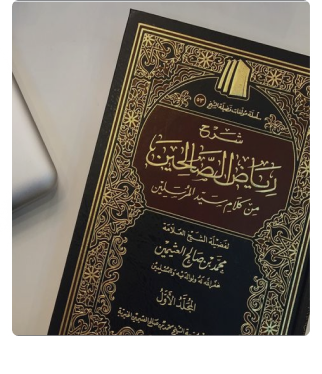 سلسلة مؤلفات فضيلة الشيخ (٤٣)
شرح
رياض الصالحين
من كلام سيد المرسلين
لفضيلة الشيخ العلامة
محمد بن صالح العثيمين
غفر الله له ولوالديه وللمسلمين
المجلد الأول